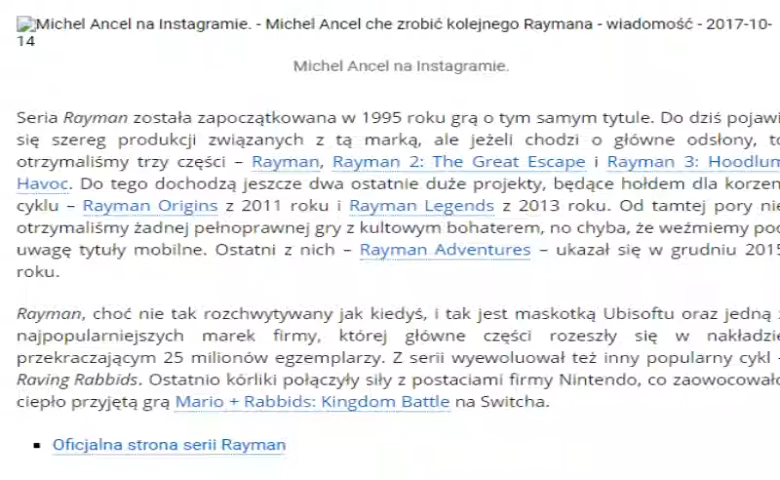 Michel Ancel na Instagramie. - Michel Ancel che zrobić kolejnego Raymana - wiadomość - 2017-10-
14
Michel Ancel na Instagramie.
Seria Rayman została zapoczątkowana w 1995 roku grą o tym samym tytule. Do dziś pojawi
się szereg produkcji związanych z tą marką, ale jeżeli chodzi o główne odsłony, to
otrzymaliśmy trzy części – Rayman, Rayman 2: The Great Escape i Rayman 3: Hoodlum
Havoc. Do tego dochodzą jeszcze dwa ostatnie duże projekty, będące hołdem dla korzen
cyklu – Rayman Origins z 2011 roku i Rayman Legends z 2013 roku. Od tamtej pory nie
otrzymaliśmy żadnej pełnoprawnej gry z kultowym bohaterem, no chyba, że weźmiemy pod
uwagę tytuły mobilne. Ostatni z nich – Rayman Adventures – ukazał się w grudniu 2015
roku.
Rayman, choć nie tak rozchwytywany jak kiedyś, i tak jest maskotką Ubisoftu oraz jedną z
najpopularniejszych marek firmy, której główne części rozeszły się w nakładzie
przekraczającym 25 milionów egzemplarzy. Z serii wyewoluował też inny popularny cykl –
Raving Rabbids. Ostatnio kórliki połączyły siły z postaciami firmy Nintendo, co zaowocowało
ciepło przyjętą grą Mario + Rabbids: Kingdom Battle na Switcha.
Oficjalna strona serii Rayman